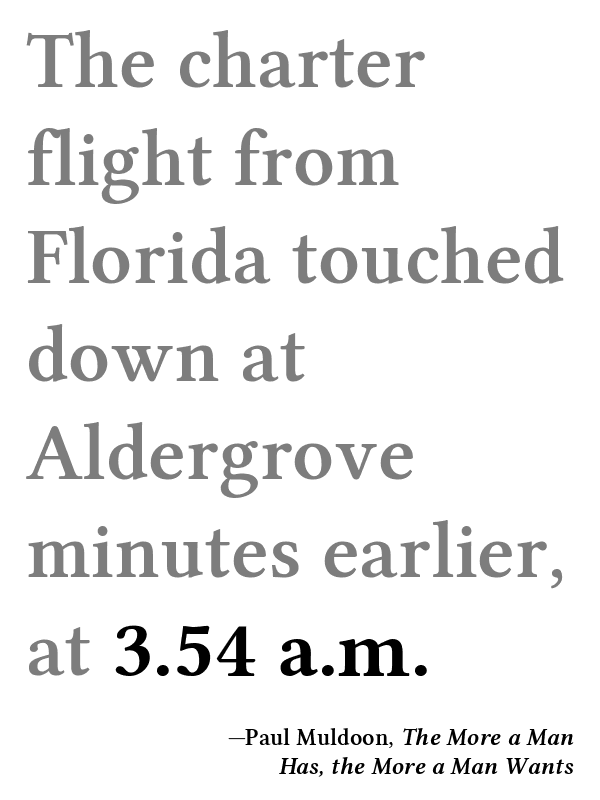 The charter
flight from
Florida touched
down at
Aldergrove
minutes earlier,
at 3.54 a.m.
—Paul Muldoon, The More a Man
Has, the More a Man Wants